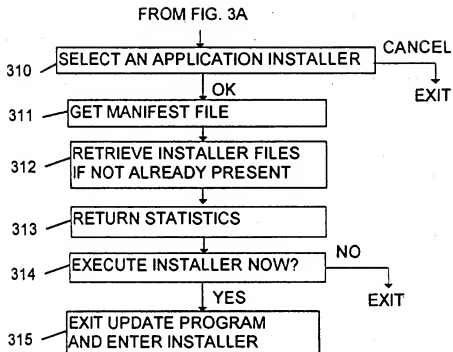 FROM FIG. 3A
310 SELECT AN APPLICATION INSTALLER CANCEL
EXIT
OK
311 GET MANIFEST FILE
312 RETRIEVE INSTALLER FILES
IF NOT ALREADY PRESENT
313 RETURN STATISTICS
314 EXECUTE INSTALLER NOW? NO
EXIT
YES
315 EXIT UPDATE PROGRAM
AND ENTER INSTALLER